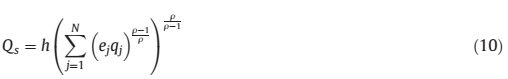 Q_s = h \left( \sum_{j=1}^{N} \left( e_j q_j \right)^{\frac{\rho-1}{\rho}} \right)^{\frac{\rho}{\rho-1}} (10)